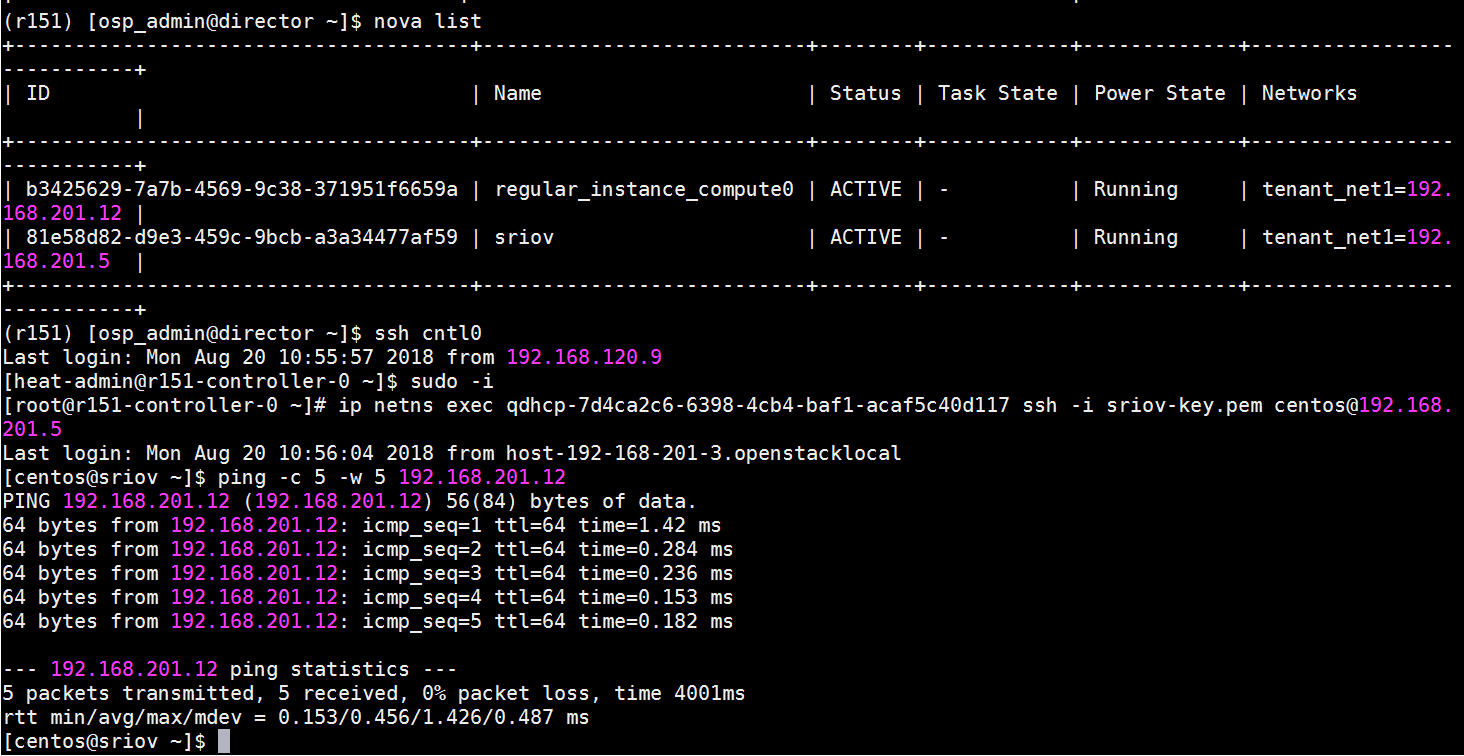 (r151) [osp_admin@director ~]$ nova list
+--------------------------------------+---------------------------+--------+------------+-------------+-----------------
-----------+
| ID                                   | Name                      | Status | Task State | Power State | Networks
           |
+--------------------------------------+---------------------------+--------+------------+-------------+-----------------
-----------+
| b3425629-7a7b-4569-9c38-371951f6659a | regular_instance_compute0 | ACTIVE | -          | Running     | tenant_net1=192.
168.201.12 |
| 81e58d82-d9e3-459c-9bcb-a3a34477af59 | sriov                     | ACTIVE | -          | Running     | tenant_net1=192.
168.201.5  |
+--------------------------------------+---------------------------+--------+------------+-------------+-----------------
-----------+
(r151) [osp_admin@director ~]$ ssh cntl0
Last login: Mon Aug 20 10:55:57 2018 from 192.168.120.9
[heat-admin@r151-controller-0 ~]$ sudo -i
[root@r151-controller-0 ~]# ip netns exec qdhcp-7d4ca2c6-6398-4cb4-baf1-acaf5c40d117 ssh -i sriov-key.pem centos@192.168.
201.5
Last login: Mon Aug 20 10:56:04 2018 from host-192-168-201-3.openstacklocal
[centos@sriov ~]$ ping -c 5 -w 5 192.168.201.12
PING 192.168.201.12 (192.168.201.12) 56(84) bytes of data.
64 bytes from 192.168.201.12: icmp_seq=1 ttl=64 time=1.42 ms
64 bytes from 192.168.201.12: icmp_seq=2 ttl=64 time=0.284 ms
64 bytes from 192.168.201.12: icmp_seq=3 ttl=64 time=0.236 ms
64 bytes from 192.168.201.12: icmp_seq=4 ttl=64 time=0.153 ms
64 bytes from 192.168.201.12: icmp_seq=5 ttl=64 time=0.182 ms

--- 192.168.201.12 ping statistics ---
5 packets transmitted, 5 received, 0% packet loss, time 4001ms
rtt min/avg/max/mdev = 0.153/0.456/1.426/0.487 ms
[centos@sriov ~]$